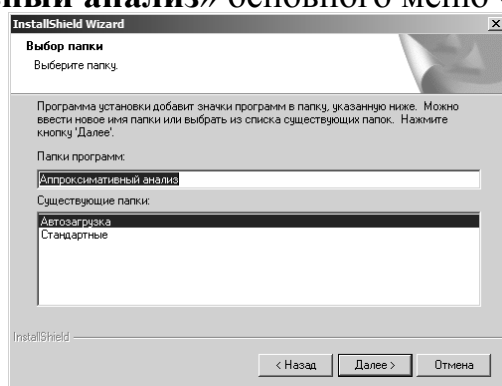 ный анализ» основного меню
InstallShield Wizard
Выбор папки
Выберите папку.
Программа установки добавит значки программ в папку, указанную ниже. Можно
ввести новое имя папки или выбрать из списка существующих папок. Нажмите
кнопку 'Далее'.
Папки программ:
Аппроксимативный анализ
Существующие папки:
Автозагрузка
Стандартные
InstallShield
< Назад
Далее >
Отмена